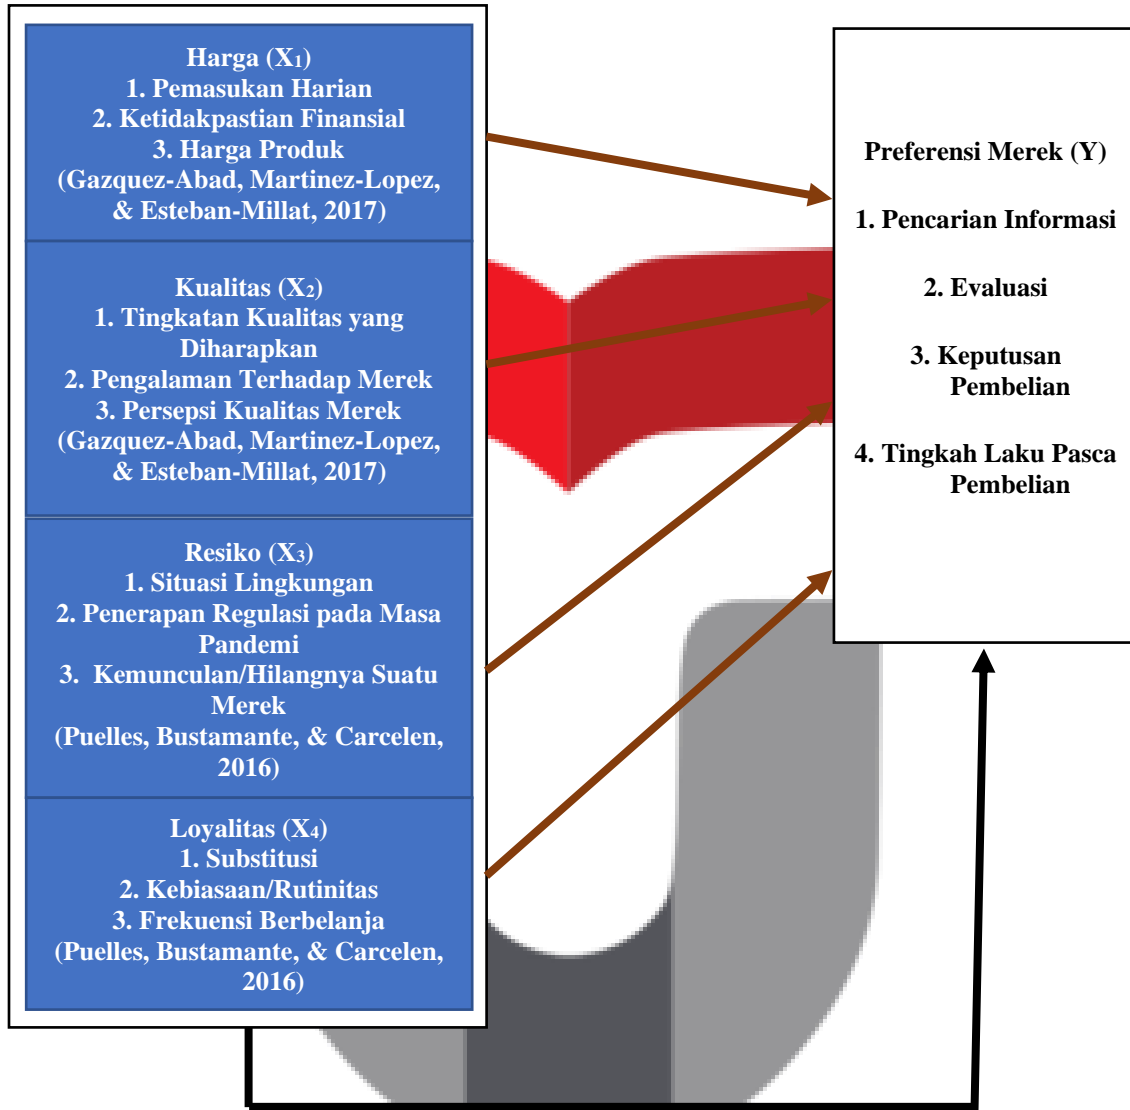 Harga (X₁)
1. Pemasukan Harian
2. Ketidakpastian Finansial
3. Harga Produk
(Gazquez-Abad, Martinez-Lopez,
& Esteban-Millat, 2017)
Kualitas (X₂)
1. Tingkatan Kualitas yang
Diharapkan
2. Pengalaman Terhadap Merek
3. Persepsi Kualitas Merek
(Gazquez-Abad, Martinez-Lopez,
& Esteban-Millat, 2017)
Resiko (X₃)
1. Situasi Lingkungan
2. Penerapan Regulasi pada Masa
Pandemi
3. Kemunculan/Hilangnya Suatu
Merek
(Puelles, Bustamante, & Carcelen,
2016)
Loyalitas (X₄)
1. Substitusi
2. Kebiasaan/Rutinitas
3. Frekuensi Berbelanja
(Puelles, Bustamante, & Carcelen,
2016)
Preferensi Merek (Y)
1. Pencarian Informasi
2. Evaluasi
3. Keputusan
Pembelian
4. Tingkah Laku Pasca
Pembelian